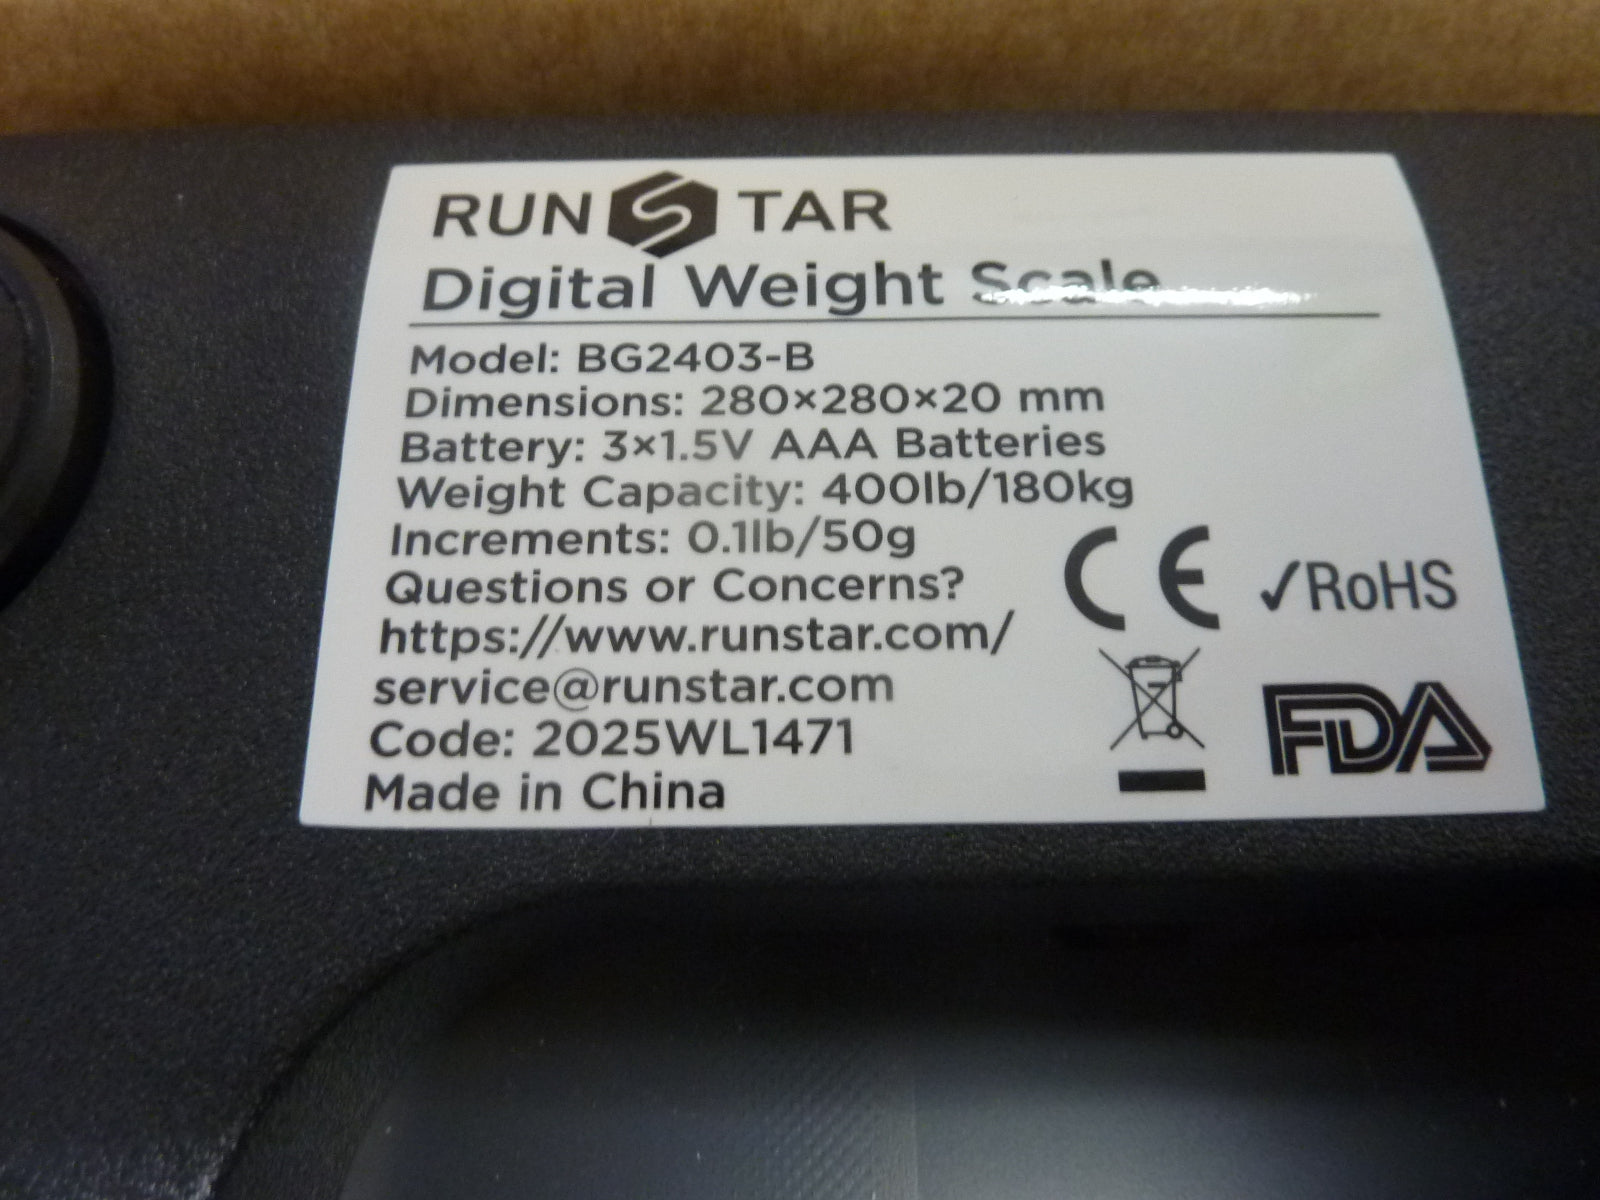 RUNSTAR
Digital Weight Scale
Model: BG2403-B
Dimensions: 280×280×20 mm
Battery: 3×1.5V AAA Batteries
Weight Capacity: 400lb/180kg
Increments: 0.1lb/50g
Questions or Concerns?
https://www.runstar.com/
service@runstar.com
Code: 2025WL1471
Made in China
CE ✓RoHS
FDA